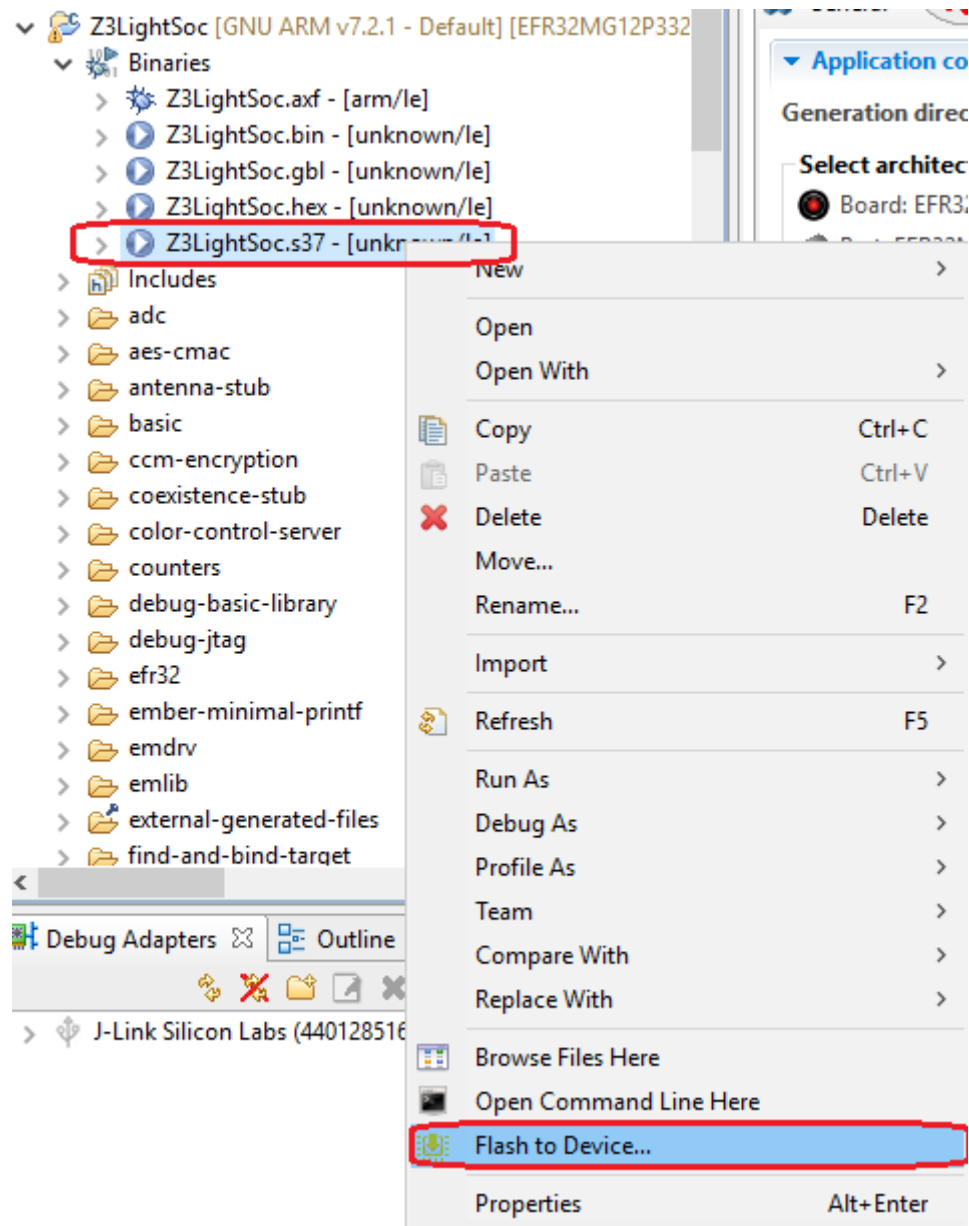 Z3LightSoc [GNU ARM v7.2.1 - Default] [EFR32MG12P332
Binaries
Z3LightSoc.axf - [arm/le]
Z3LightSoc.bin - [unknown/le]
Z3LightSoc.gbl - [unknown/le]
Z3LightSoc.hex - [unknown/le]
Z3LightSoc.s37 - [unknown/le]
Includes
adc
aes-cmac
antenna-stub
basic
ccm-encryption
coexistence-stub
color-control-server
counters
debug-basic-library
debug-jtag
efr32
ember-minimal-printf
emdrv
emlib
external-generated-files
find-and-bind-target
Application co
Generation direc
Select architec
Board: EFR32
New
Open
Open With
Copy Ctrl+C
Paste Ctrl+V
Delete Delete
Move...
Rename... F2
Import
Refresh F5
Run As
Debug As
Profile As
Team
Compare With
Replace With
Browse Files Here
Open Command Line Here
Flash to Device...
Properties Alt+Enter
Debug Adapters Outline
J-Link Silicon Labs (440128516